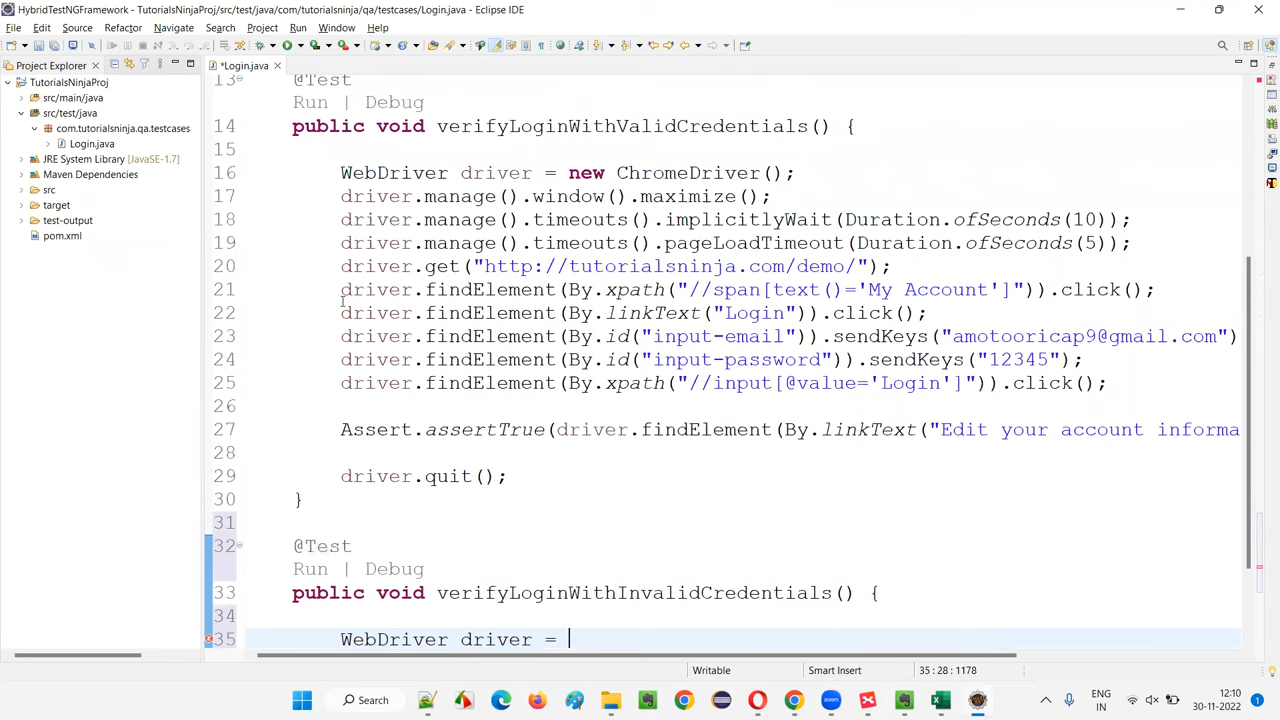 HybridTestNGFramework - TutorialsNinjaProj/src/test/java/com/tutorialsninja/qa/testcases/Login.java - Eclipse IDE
File Edit Source Refactor Navigate Search Project Run Window Help
Project Explorer
*Login.java
TutorialsNinjaProj
src/main/java
src/test/java
com.tutorialsninja.qa.testcases
Login.java
JRE System Library [JavaSE-1.7]
Maven Dependencies
src
target
test-output
pom.xml
13 @Test
Run | Debug
14 public void verifyLoginWithValidCredentials() {
15
16 WebDriver driver = new ChromeDriver();
17 driver.manage().window().maximize();
18 driver.manage().timeouts().implicitlyWait(Duration.ofSeconds(10));
19 driver.manage().timeouts().pageLoadTimeout(Duration.ofSeconds(5));
20 driver.get("http://tutorialsninja.com/demo/");
21 driver.findElement(By.xpath("//span[text()='My Account']")).click();
22 driver.findElement(By.linkText("Login")).click();
23 driver.findElement(By.id("input-email")).sendKeys("amotooricap9@gmail.com")
24 driver.findElement(By.id("input-password")).sendKeys("12345");
25 driver.findElement(By.xpath("//input[@value='Login']")).click();
26
27 Assert.assertTrue(driver.findElement(By.linkText("Edit your account informa
28
29 driver.quit();
30 }
31
32 @Test
Run | Debug
33 public void verifyLoginWithInvalidCredentials() {
34
35 WebDriver driver =
Writable Smart Insert 35 : 28 : 1178
Search
zoom
ENG
IN
12:10
30-11-2022
1